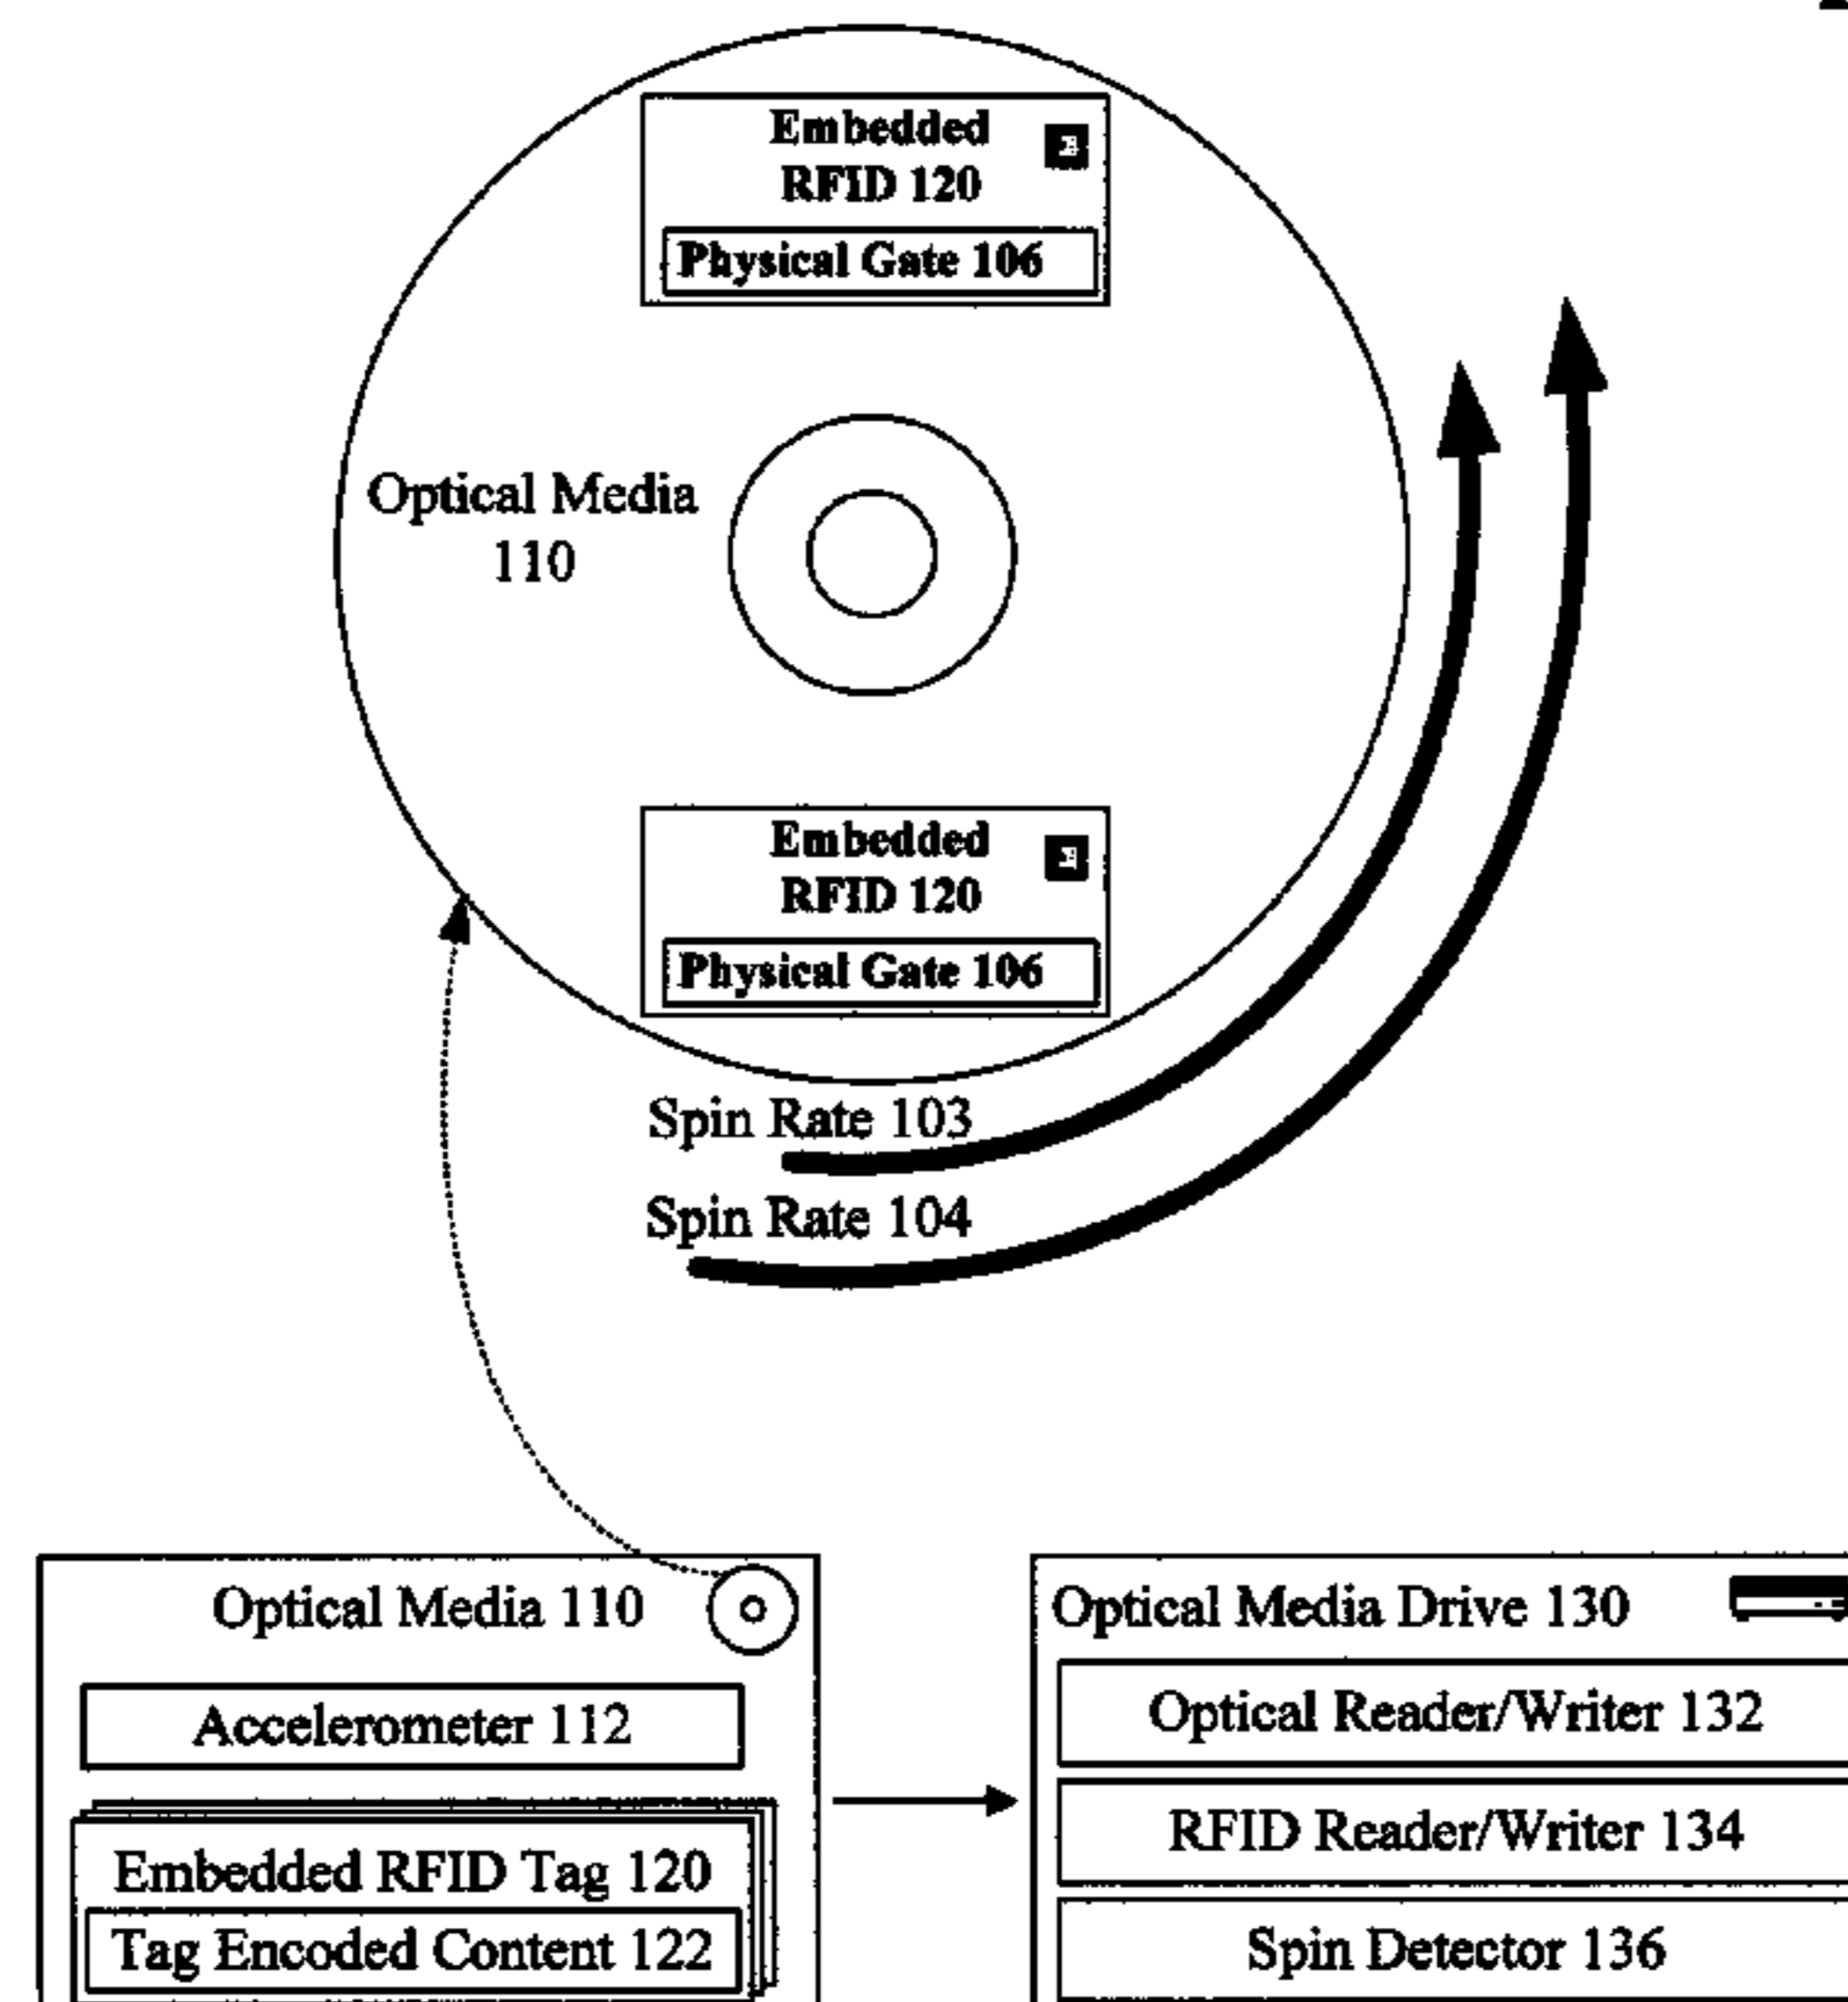 Embedded
RFID 120
Physical Gate 106
Optical Media
110
Embedded
RFID 120
Physical Gate 106
Spin Rate 103
Spin Rate 104
Optical Media 110
Accelerometer 112
Embedded RFID Tag 120
Tag Encoded Content 122
Optical Media Drive 130
Optical Reader/Writer 132
RFID Reader/Writer 134
Spin Detector 136